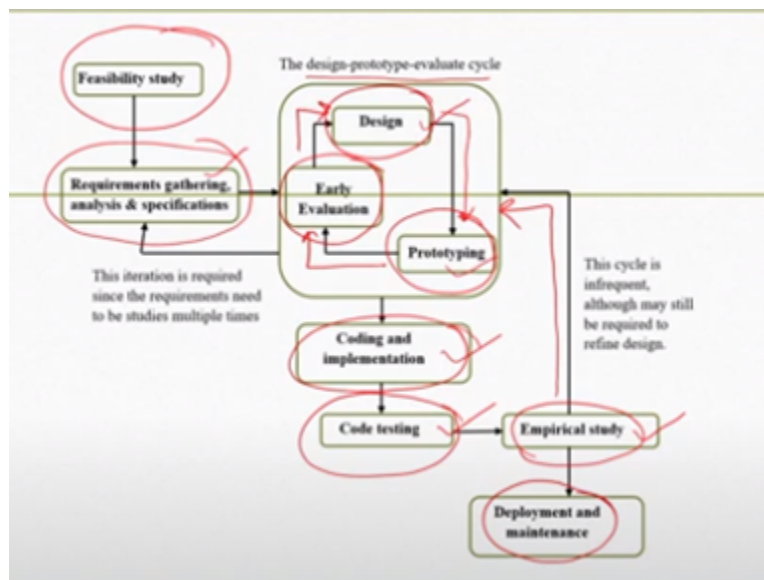 The design-prototype-evaluate cycle
Feasibility study
Design
Requirements gathering,
analysis & specifications
Early
Evaluation
Prototyping
This iteration is required
since the requirements need
to be studies multiple times
This cycle is
infrequent,
although may still
be required to
refine design.
Coding and
implementation
Code testing
Empirical study
Deployment and
maintenance